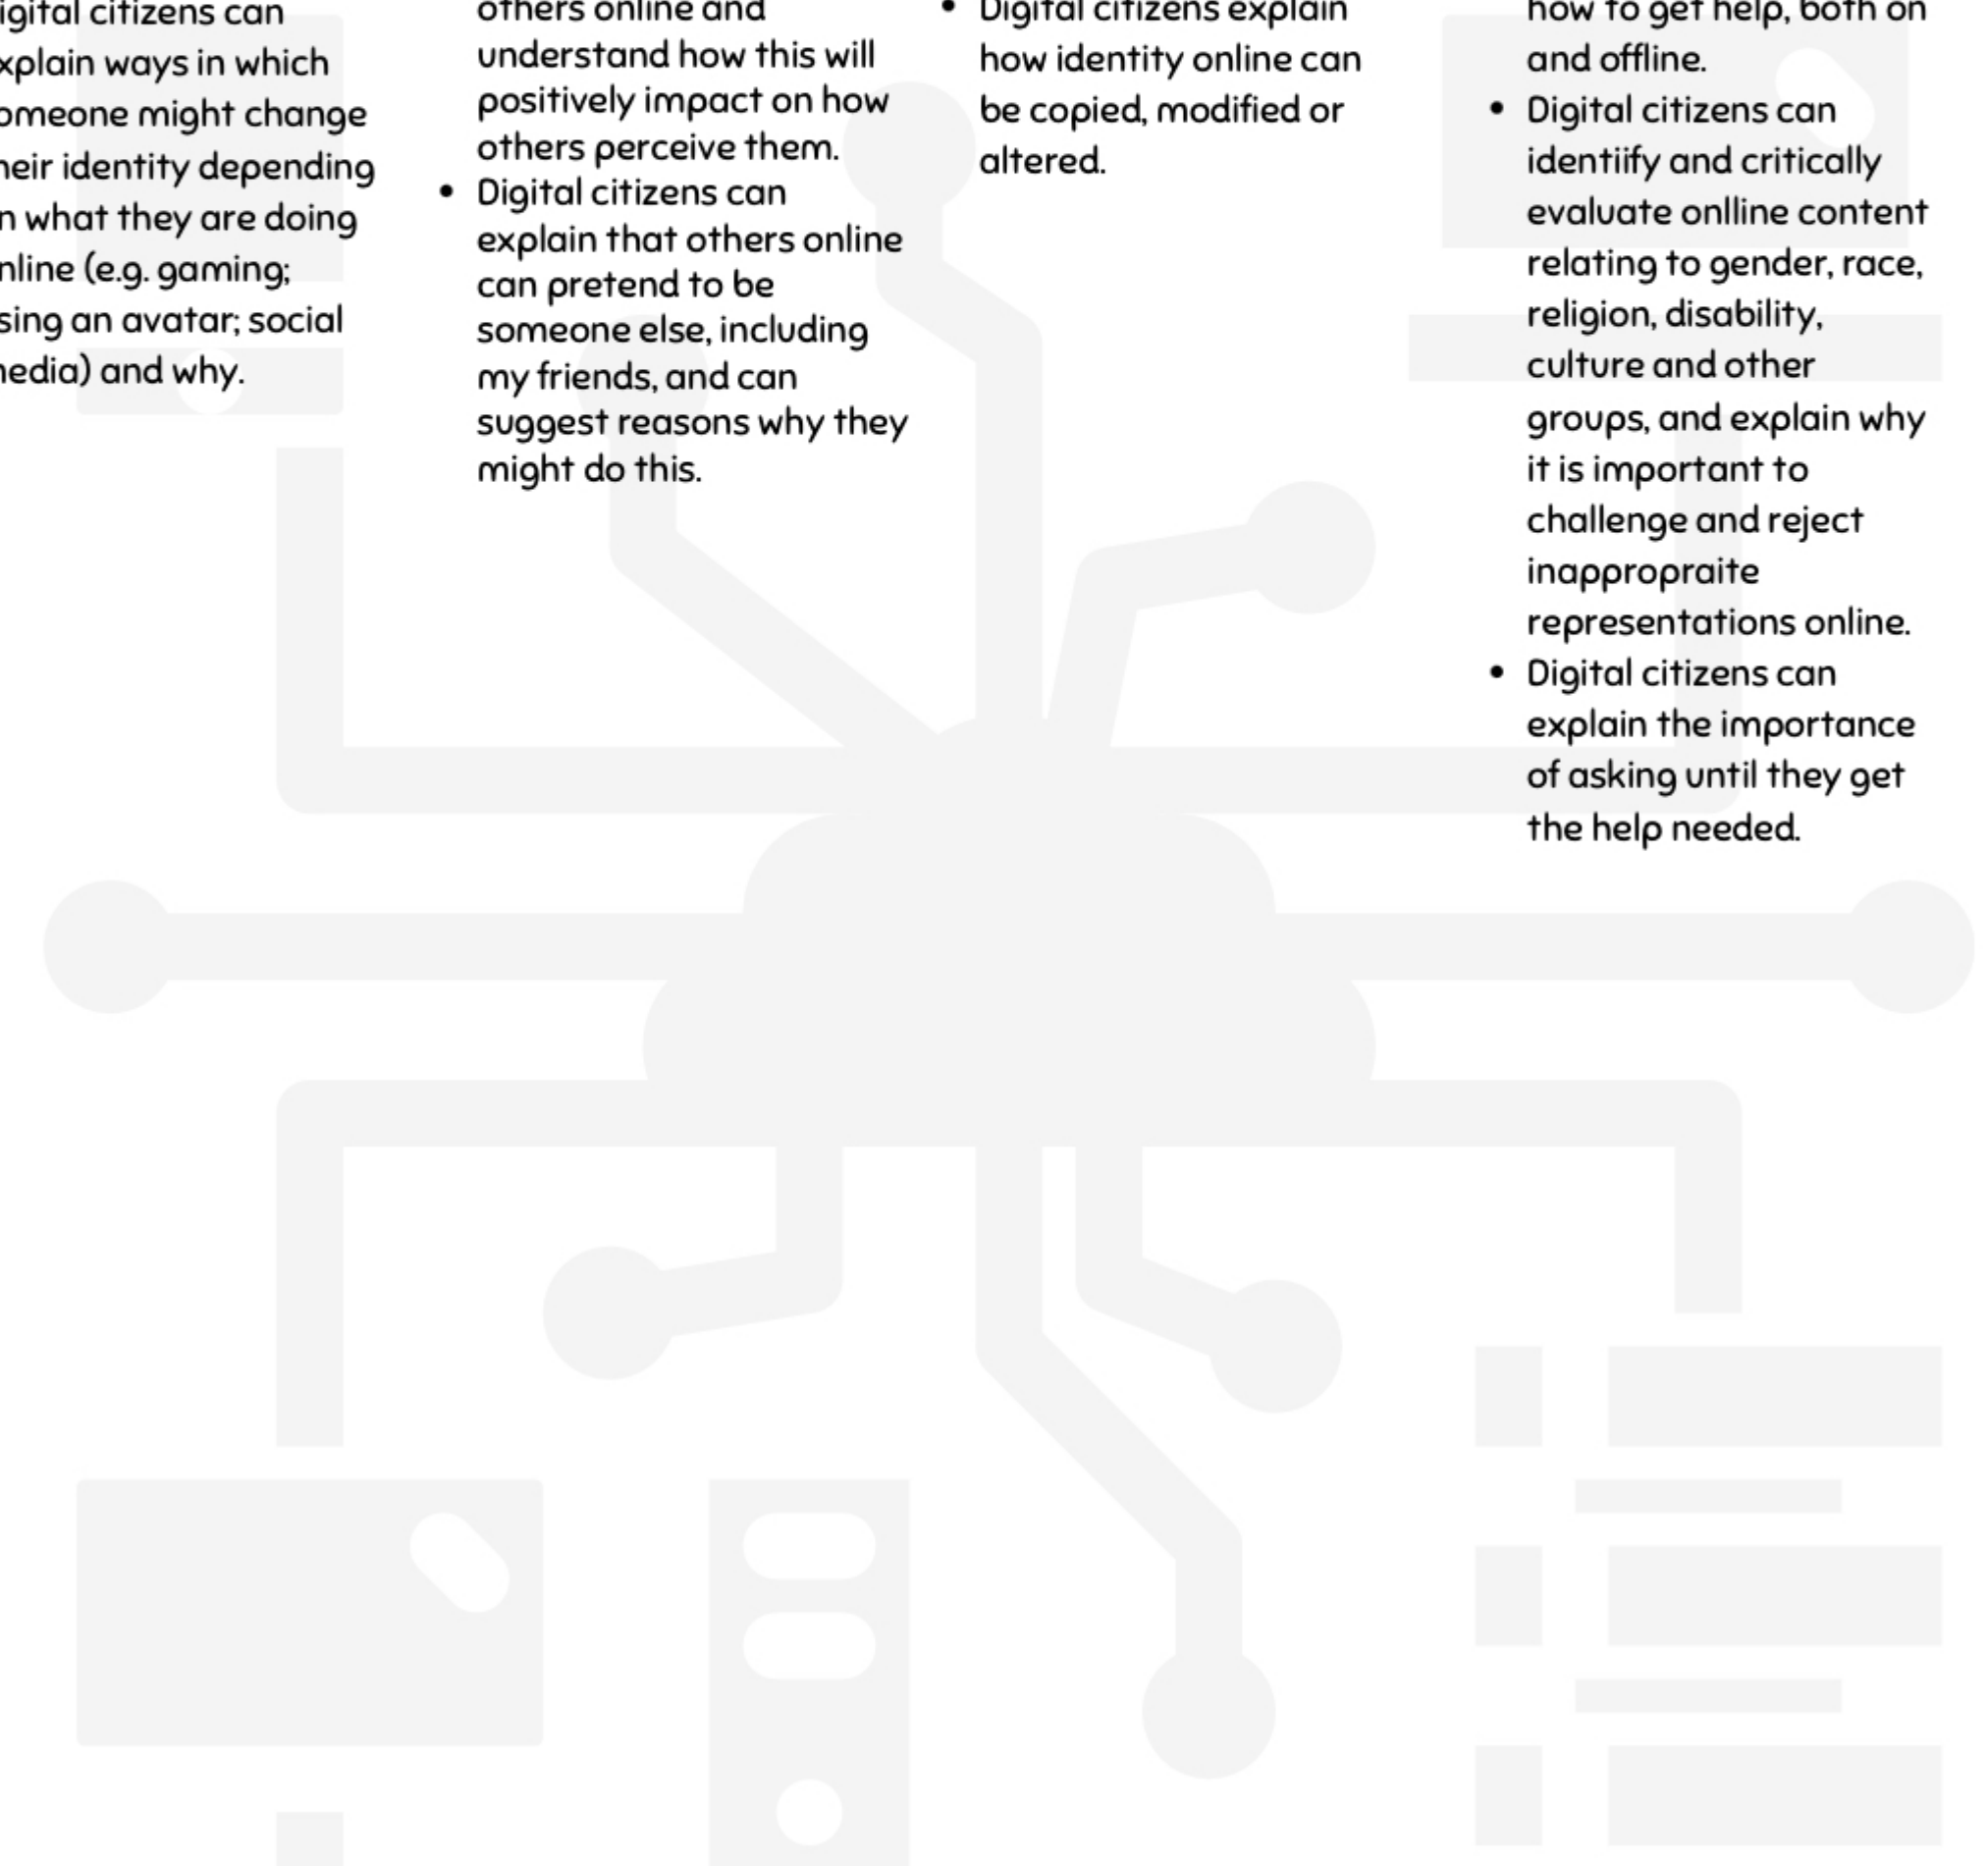 igital citizens can
xplain ways in which
omeone might change
heir identity depending
n what they are doing
nline (e.g. gaming;
sing an avatar; social
nedia) and why.
others online and
understand how this will
positively impact on how
others perceive them.
• Digital citizens can
explain that others online
can pretend to be
someone else, including
my friends, and can
suggest reasons why they
might do this.
• Digital citizens explain
how identity online can
be copied, modified or
altered.
how to get help, both on
and offline.
• Digital citizens can
identiify and critically
evaluate onlline content
relating to gender, race,
religion, disability,
culture and other
groups, and explain why
it is important to
challenge and reject
inappropraite
representations online.
• Digital citizens can
explain the importance
of asking until they get
the help needed.